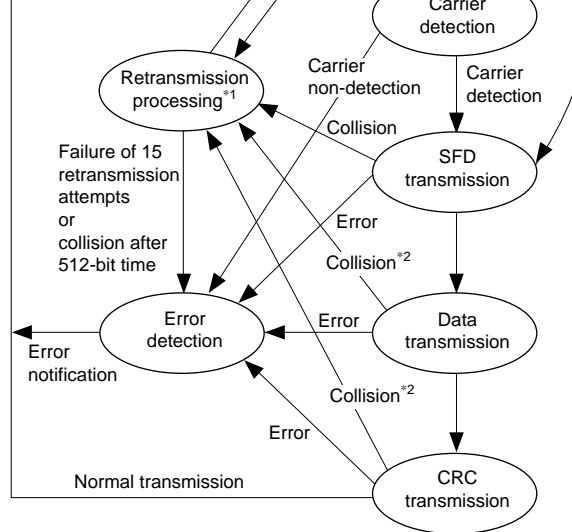 Carrier
detection
Retransmission
processing*1
Carrier
non-detection
Carrier
detection
Collision
Failure of 15
retransmission
attempts
or
collision after
512-bit time
SFD
transmission
Error
Collision*2
Error
detection
Error
Data
transmission
Error
notification
Collision*2
Error
Normal transmission
CRC
transmission